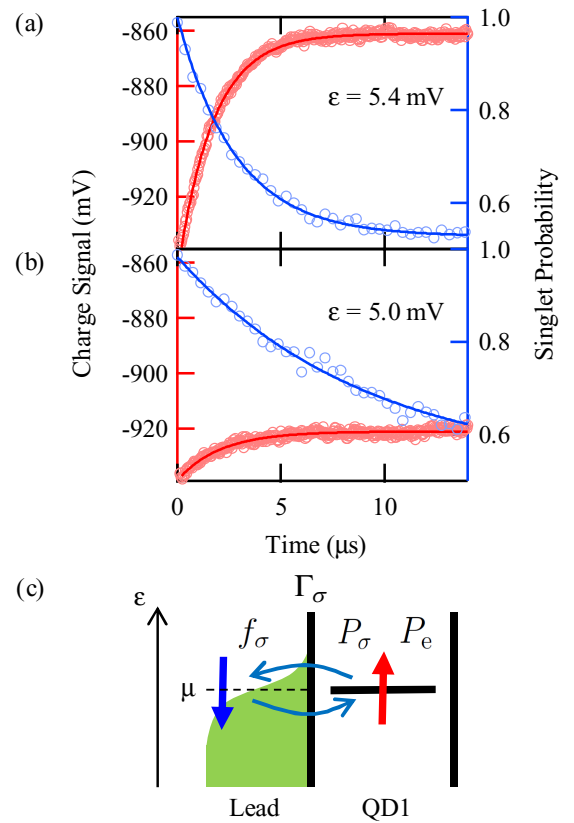 (a)
-860
-880
-900
-920
1.0
0.8
0.6
ε = 5.4 mV
(b)
-860
-880
-900
-920
1.0
0.8
0.6
ε = 5.0 mV
Charge Signal (mV)
Singlet Probability
0
5
10
Time (μs)
(c)
ε
Γσ
fσ
Pσ
Pe
μ
Lead
QD1